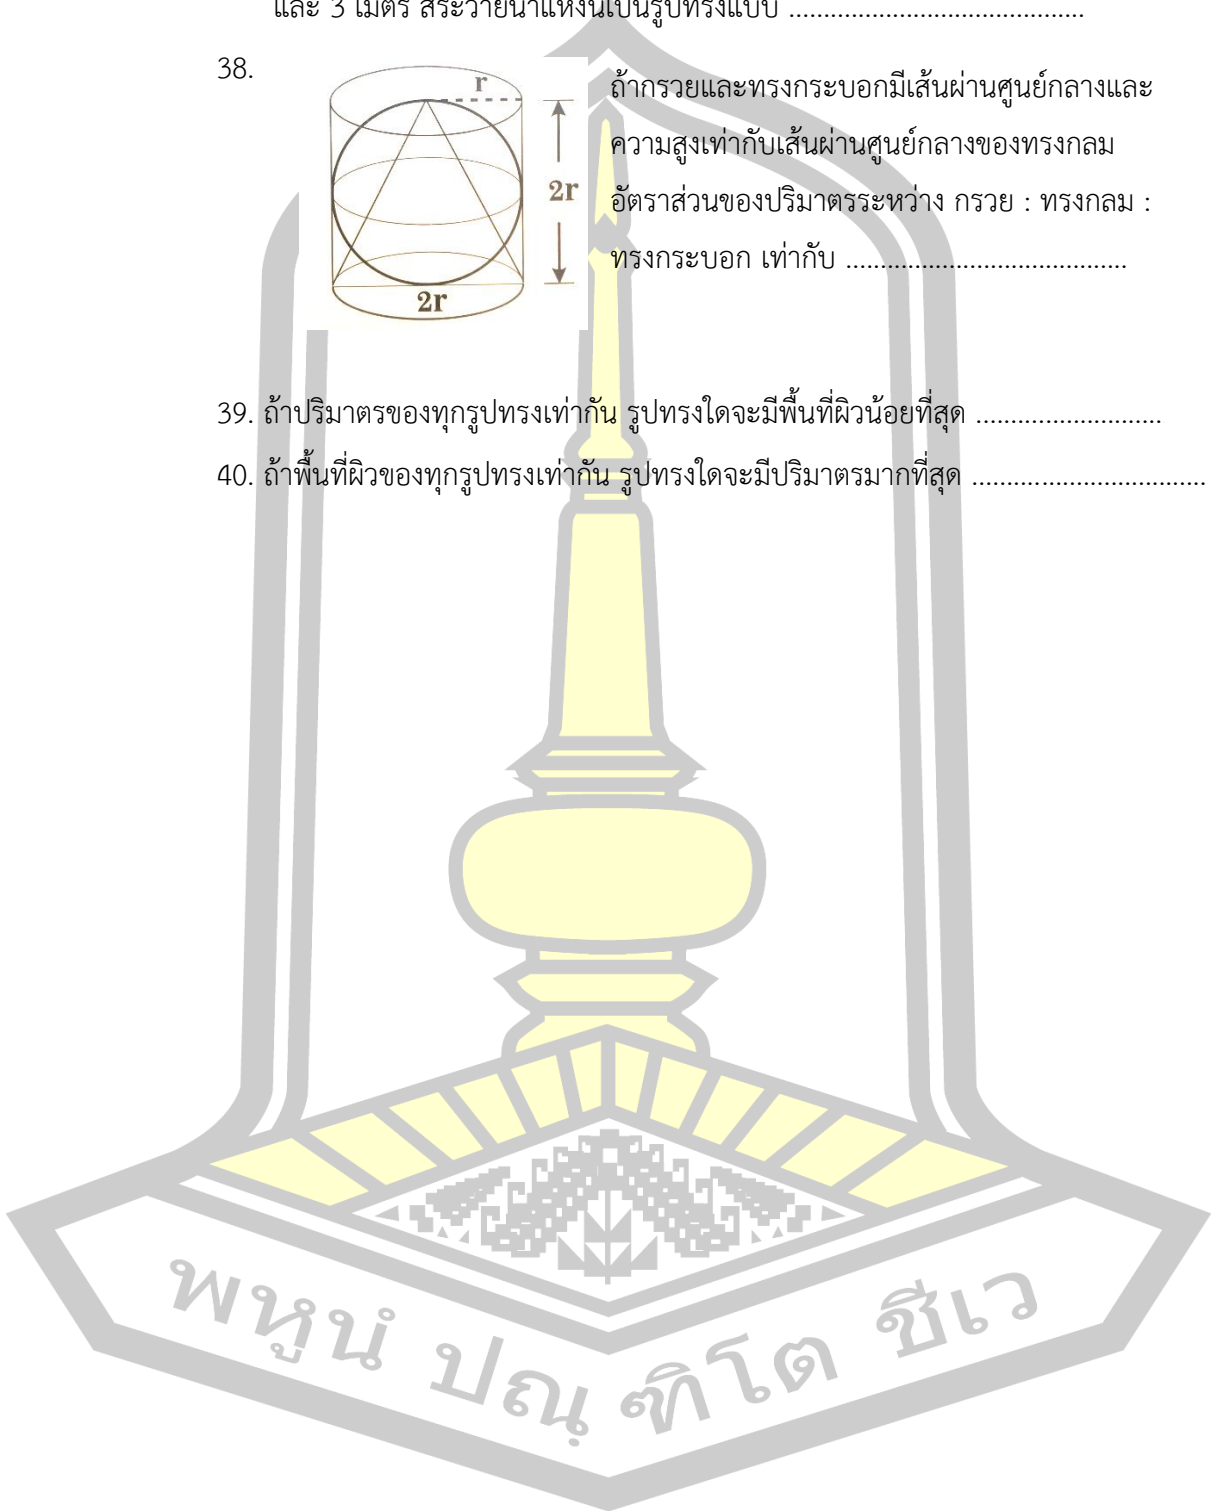 และ 3 เมตร สระว่ายน้ำแห่งนี้เป็นรูปทรงแบบ ..........................................
38.
r
2r
2r
ถ้ากรวยและทรงกระบอกมีเส้นผ่านศูนย์กลางและ
ความสูงเท่ากับเส้นผ่านศูนย์กลางของทรงกลม
อัตราส่วนของปริมาตรระหว่าง กรวย : ทรงกลม :
ทรงกระบอก เท่ากับ ........................................
39. ถ้าปริมาตรของทุกรูปทรงเท่ากัน รูปทรงใดจะมีพื้นที่ผิวน้อยที่สุด ...........................
40. ถ้าพื้นที่ผิวของทุกรูปทรงเท่ากัน รูปทรงใดจะมีปริมาตรมากที่สุด ..................................
พหูนํ ปณฺฑิโต ชีเว